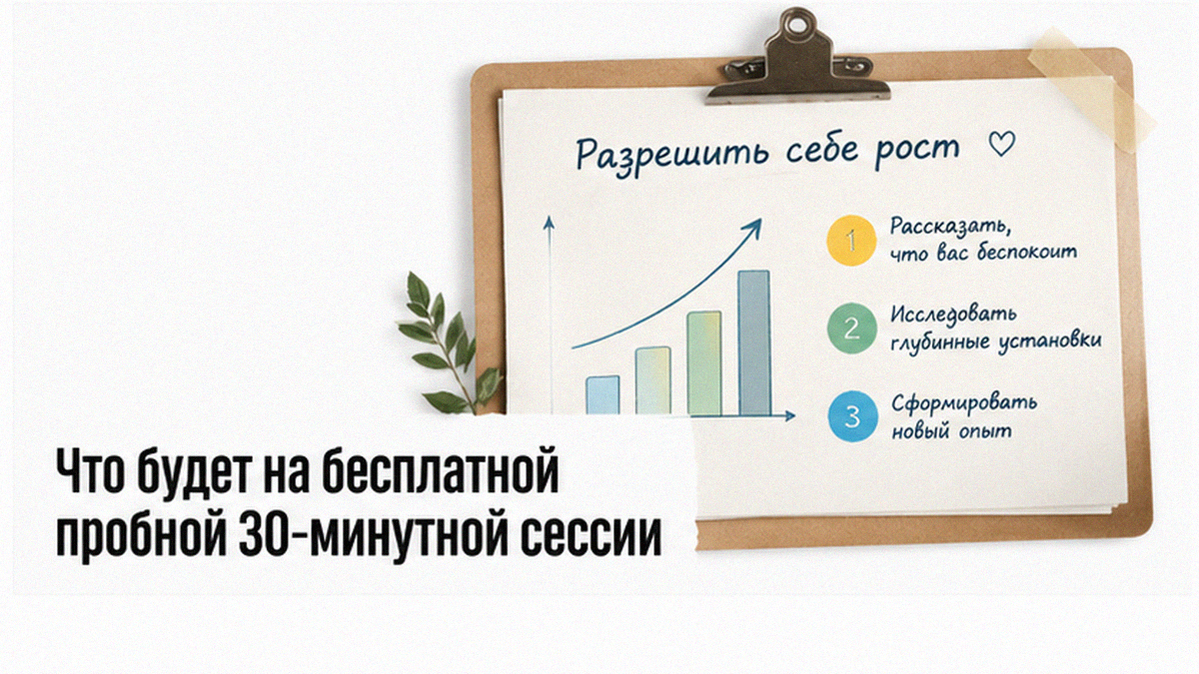 Разрешить себе рост ♡
1
Рассказать,
что вас беспокоит
2
Исследовать
глубинные установки
3
Сформировать
новый опыт
Что будет на бесплатной
пробной 30-минутной сессии